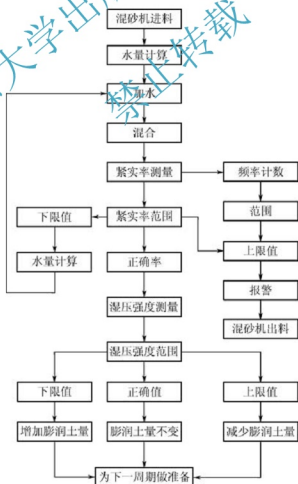 大学出
禁止转载
混砂机进料
水量计算
加水
混合
紧实率测量
频率计数
范围
下限值
紧实率范围
上限值
水量计算
正确率
报警
湿压强度测量
混砂机出料
湿压强度范围
下限值
正确值
上限值
增加膨润土量
膨润土量不变
减少膨润土量
为下一周期做准备